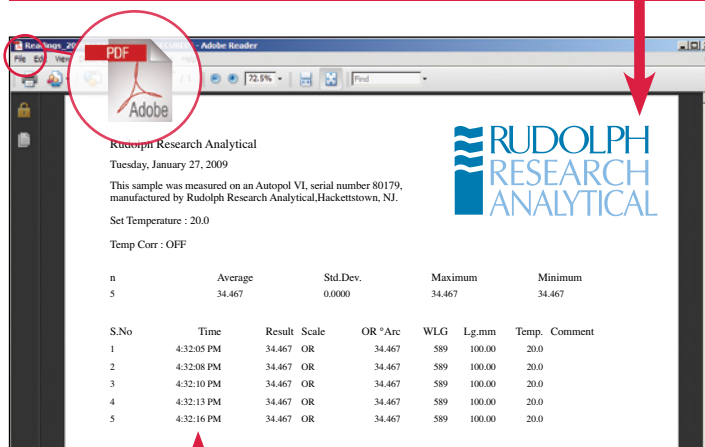 Readings_20 - Adobe Reader
File Edit View
PDF
Adobe
/ 1 72.5% Find
Rudolph Research Analytical
Tuesday, January 27, 2009
This sample was measured on an Autopol VI, serial number 80179,
manufactured by Rudolph Research Analytical,Hackettstown, NJ.
Set Temperature : 20.0
Temp Corr : OFF
RUDOLPH
RESEARCH
ANALYTICAL
n Average Std.Dev. Maximum Minimum
5 34.467 0.0000 34.467 34.467
S.No Time Result Scale OR °Arc WLG Lg.mm Temp. Comment
1 4:32:05 PM 34.467 OR 34.467 589 100.00 20.0
2 4:32:08 PM 34.467 OR 34.467 589 100.00 20.0
3 4:32:10 PM 34.467 OR 34.467 589 100.00 20.0
4 4:32:13 PM 34.467 OR 34.467 589 100.00 20.0
5 4:32:16 PM 34.467 OR 34.467 589 100.00 20.0